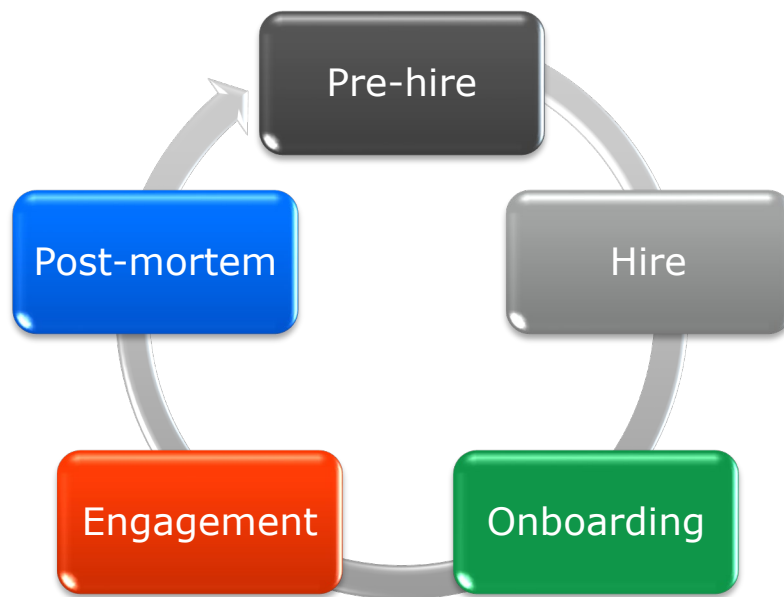 Pre-hire
Hire
Onboarding
Engagement
Post-mortem